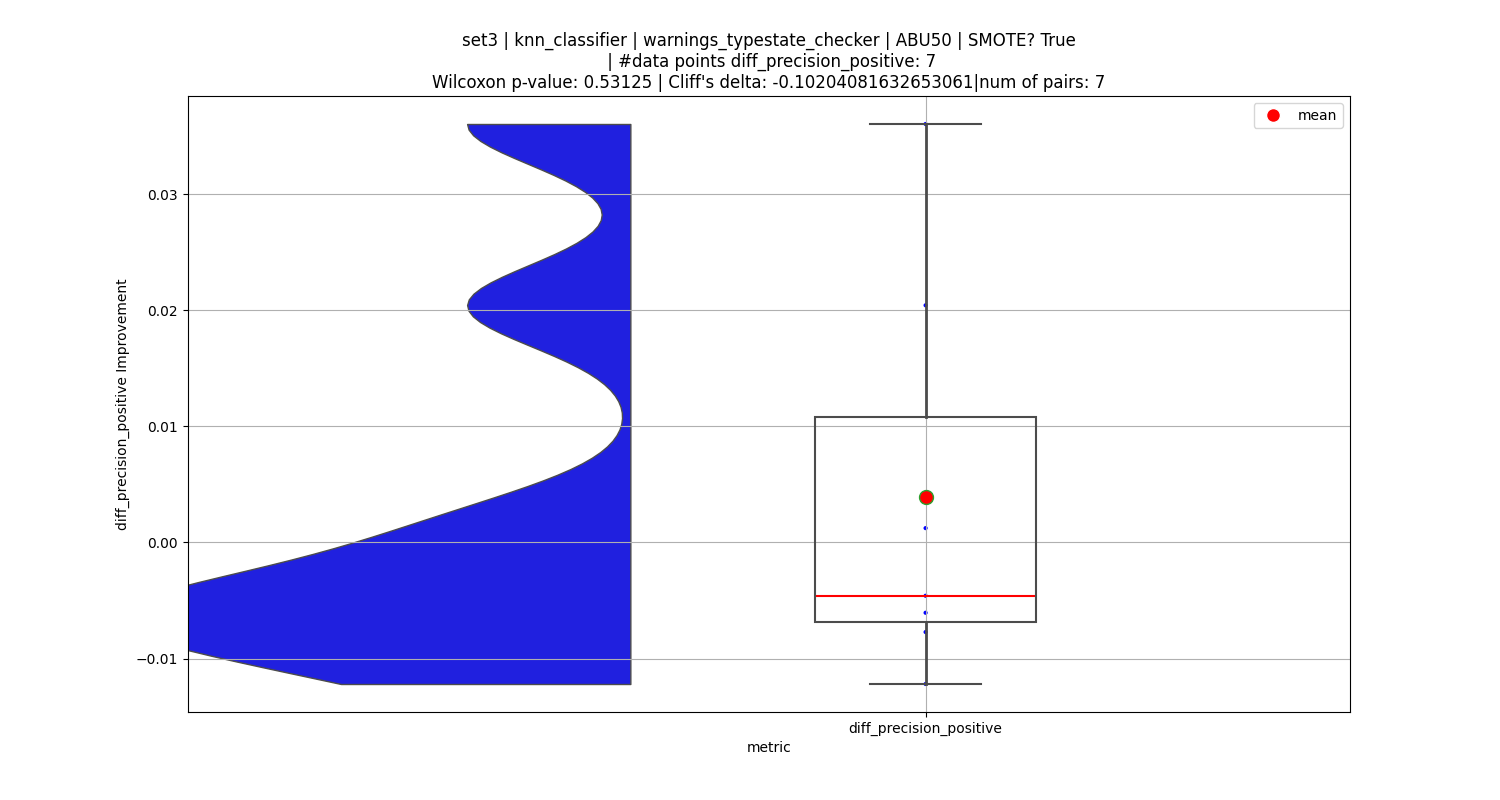 set3 | knn_classifier | warnings_typestate_checker | ABU50 | SMOTE? True
| #data points diff_precision_positive: 7
Wilcoxon p-value: 0.53125 | Cliff's delta: -0.10204081632653061|num of pairs: 7
mean
0.03
0.02
0.01
0.00
−0.01
diff_precision_positive Improvement
diff_precision_positive
metric